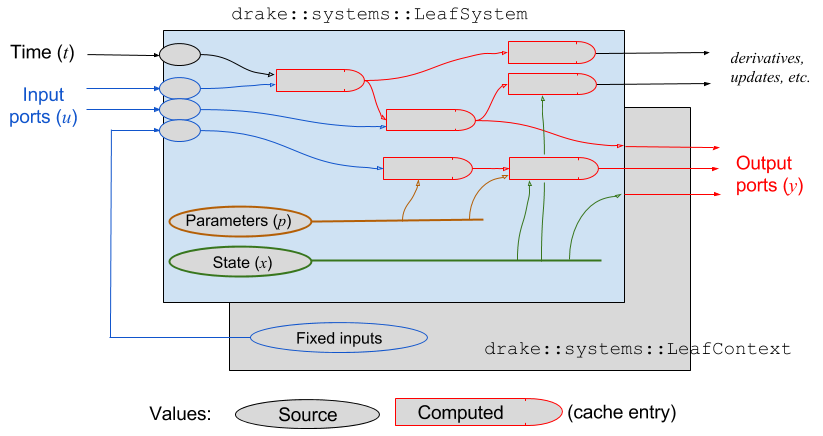 drake::systems::LeafSystem
Time (t)
Input
ports (u)
derivatives,
updates, etc.
Output
ports (y)
Parameters (p)
State (x)
Fixed inputs
drake::systems::LeafContext
Values:
Source
Computed
(cache entry)